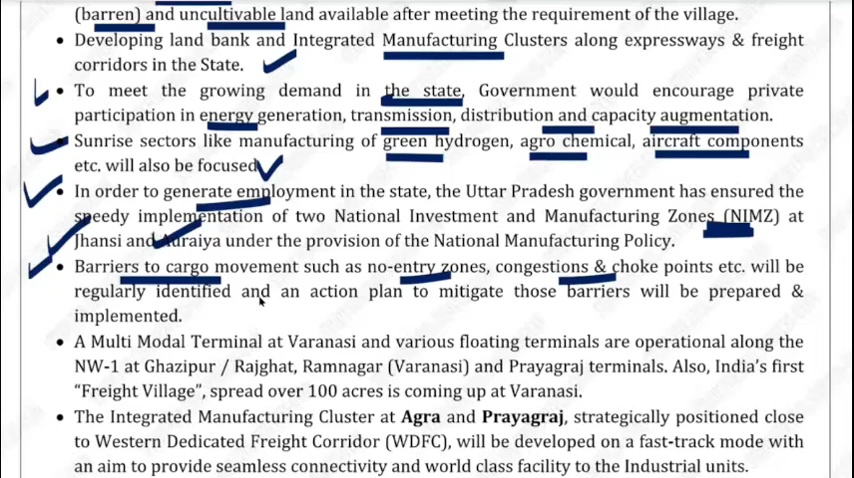 (barren) and uncultivable land available after meeting the requirement of the village.
• Developing land bank and Integrated Manufacturing Clusters along expressways & freight
corridors in the State.
• To meet the growing demand in the state, Government would encourage private
participation in energy generation, transmission, distribution and capacity augmentation.
• Sunrise sectors like manufacturing of green hydrogen, agro chemical, aircraft components
etc. will also be focused
• In order to generate employment in the state, the Uttar Pradesh government has ensured the
speedy implementation of two National Investment and Manufacturing Zones (NIMZ) at
Jhansi and Auraiya under the provision of the National Manufacturing Policy.
• Barriers to cargo movement such as no-entry zones, congestions & choke points etc. will be
regularly identified and an action plan to mitigate those barriers will be prepared &
implemented.
• A Multi Modal Terminal at Varanasi and various floating terminals are operational along the
NW-1 at Ghazipur / Rajghat, Ramnagar (Varanasi) and Prayagraj terminals. Also, India's first
"Freight Village", spread over 100 acres is coming up at Varanasi.
• The Integrated Manufacturing Cluster at Agra and Prayagraj, strategically positioned close
to Western Dedicated Freight Corridor (WDFC), will be developed on a fast-track mode with
an aim to provide seamless connectivity and world class facility to the Industrial units.